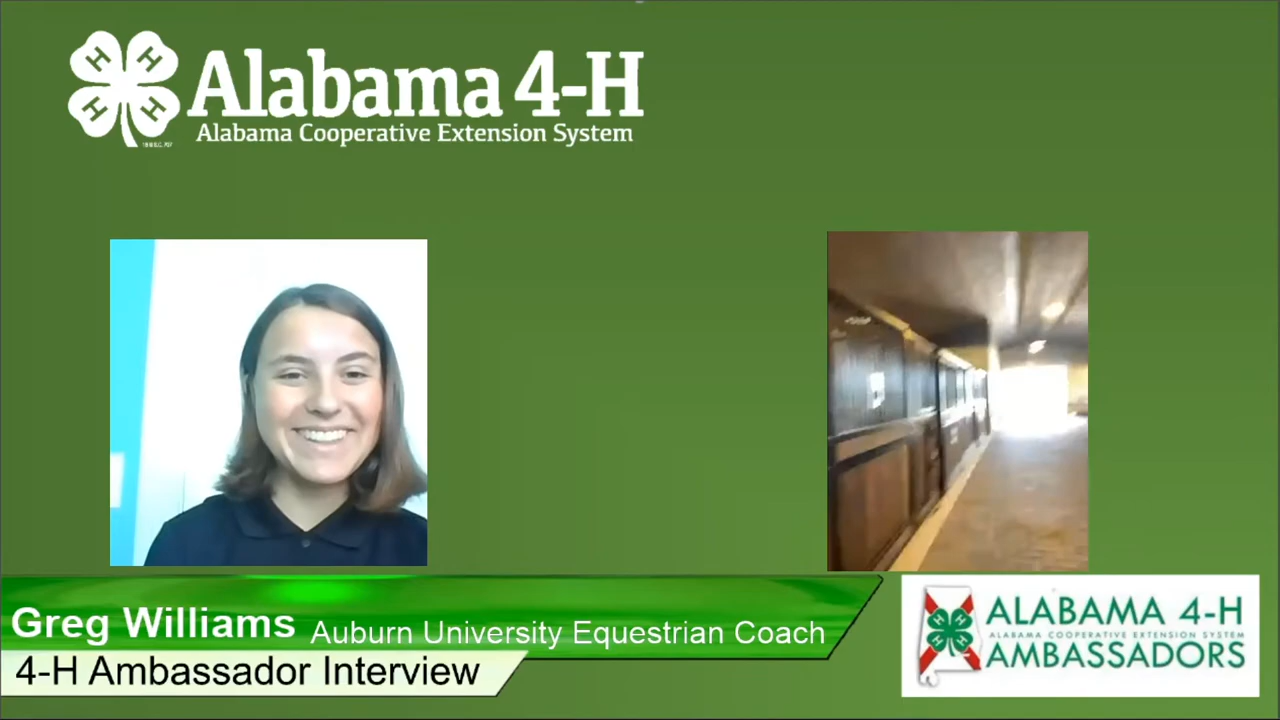 Alabama 4-H
Alabama Cooperative Extension System
Greg Williams Auburn University Equestrian Coach
4-H Ambassador Interview
ALABAMA 4-H
ALABAMA COOPERATIVE EXTENSION SYSTEM
AMBASSADORS